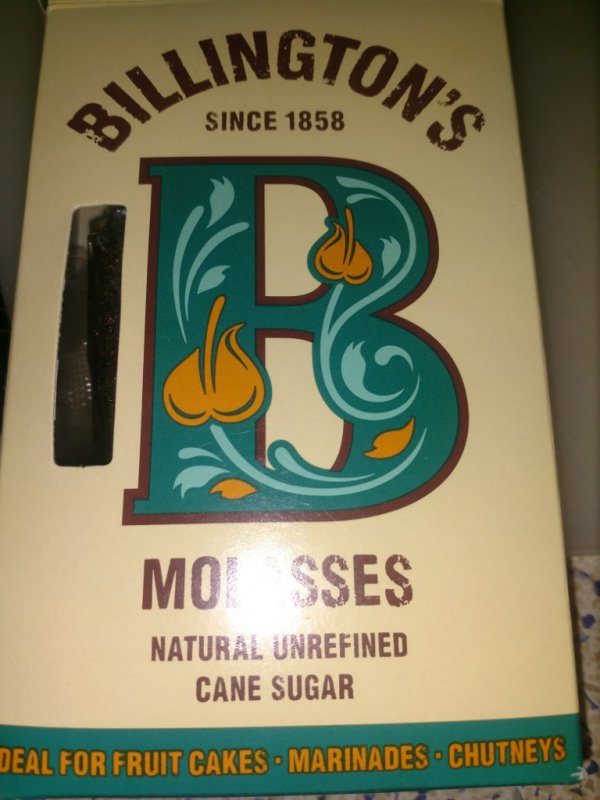 BILLINGTON'S
SINCE 1858
B
MOLASSES
NATURAL UNREFINED
CANE SUGAR
DEAL FOR FRUIT CAKES · MARINADES · CHUTNEYS